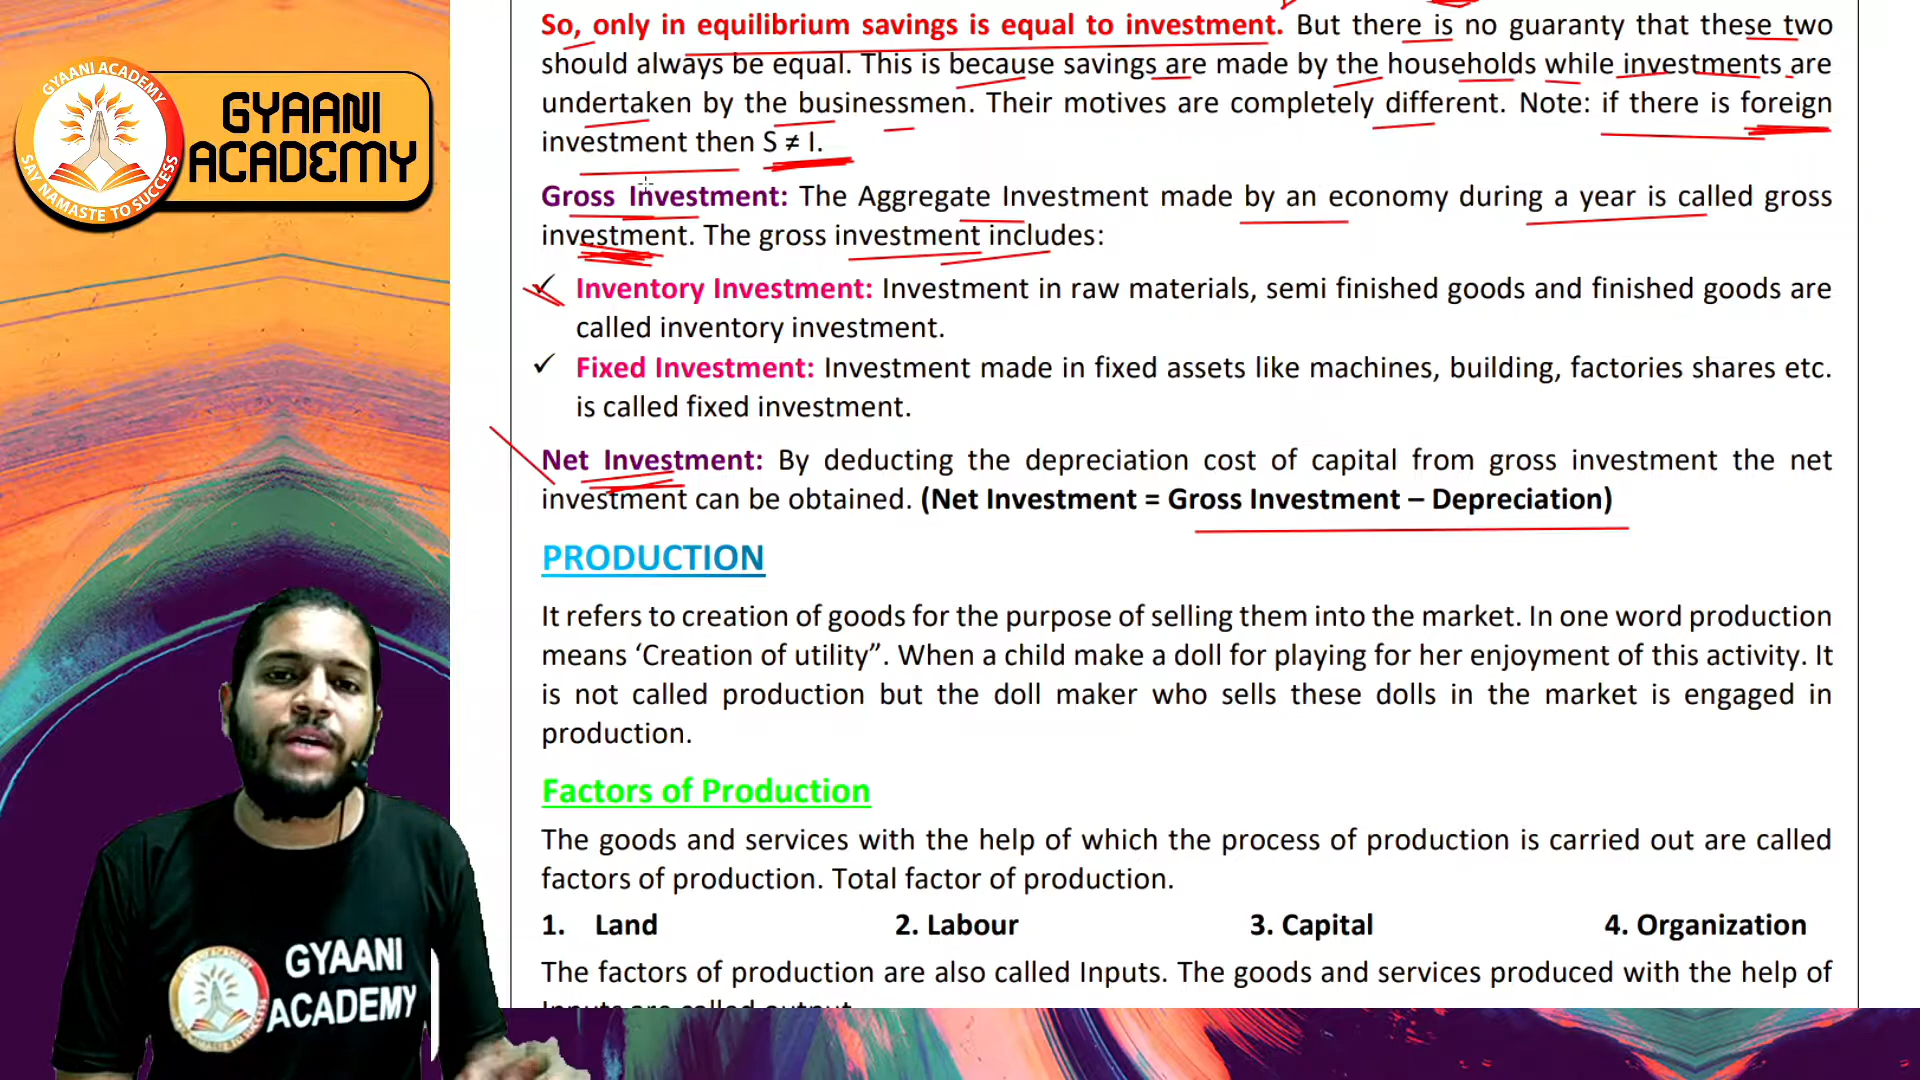 So, only in equilibrium savings is equal to investment. But there is no guaranty that these two
should always be equal. This is because savings are made by the households while investments are
undertaken by the businessmen. Their motives are completely different. Note: if there is foreign
investment then S ≠ I.
Gross Investment: The Aggregate Investment made by an economy during a year is called gross
investment. The gross investment includes:
✓ Inventory Investment: Investment in raw materials, semi finished goods and finished goods are
called inventory investment.
✓ Fixed Investment: Investment made in fixed assets like machines, building, factories shares etc.
is called fixed investment.
Net Investment: By deducting the depreciation cost of capital from gross investment the net
investment can be obtained. (Net Investment = Gross Investment – Depreciation)
PRODUCTION
It refers to creation of goods for the purpose of selling them into the market. In one word production
means ‘Creation of utility”. When a child make a doll for playing for her enjoyment of this activity. It
is not called production but the doll maker who sells these dolls in the market is engaged in
production.
Factors of Production
The goods and services with the help of which the process of production is carried out are called
factors of production. Total factor of production.
1. Land 2. Labour 3. Capital 4. Organization
The factors of production are also called Inputs. The goods and services produced with the help of
Inputs are called output.
GYAANI ACADEMY
SAY NAMASTE TO SUCCESS
GYAANI
ACADEMY
GYAANI
ACADEMY